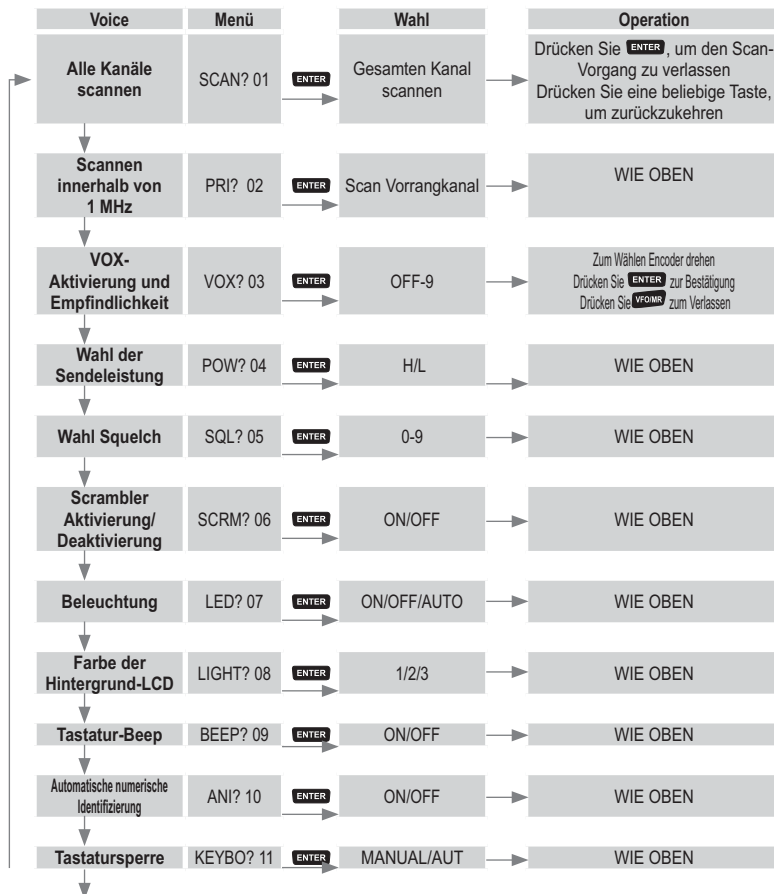 Voice Menü Wahl Operation
Alle Kanäle
scannen
SCAN? 01
ENTER
Gesamten Kanal
scannen
Drücken Sie ENTER, um den Scan-
Vorgang zu verlassen
Drücken Sie eine beliebige Taste,
um zurückzukehren
Scannen
innerhalb von
1 MHz
PRI? 02
ENTER
Scan Vorrangkanal
WIE OBEN
VOX-
Aktivierung und
Empfindlichkeit
VOX? 03
ENTER
OFF-9
Zum Wählen Encoder drehen
Drücken Sie ENTER zur Bestätigung
Drücken Sie VFO/MR zum Verlassen
Wahl der
Sendeleistung
POW? 04
ENTER
H/L
WIE OBEN
Wahl Squelch
SQL? 05
ENTER
0-9
WIE OBEN
Scrambler
Aktivierung/
Deaktivierung
SCRM? 06
ENTER
ON/OFF
WIE OBEN
Beleuchtung
LED? 07
ENTER
ON/OFF/AUTO
WIE OBEN
Farbe der
Hintergrund-LCD
LIGHT? 08
ENTER
1/2/3
WIE OBEN
Tastatur-Beep
BEEP? 09
ENTER
ON/OFF
WIE OBEN
Automatische numerische
Identifizierung
ANI? 10
ENTER
ON/OFF
WIE OBEN
Tastatursperre
KEYBO? 11
ENTER
MANUAL/AUT
WIE OBEN